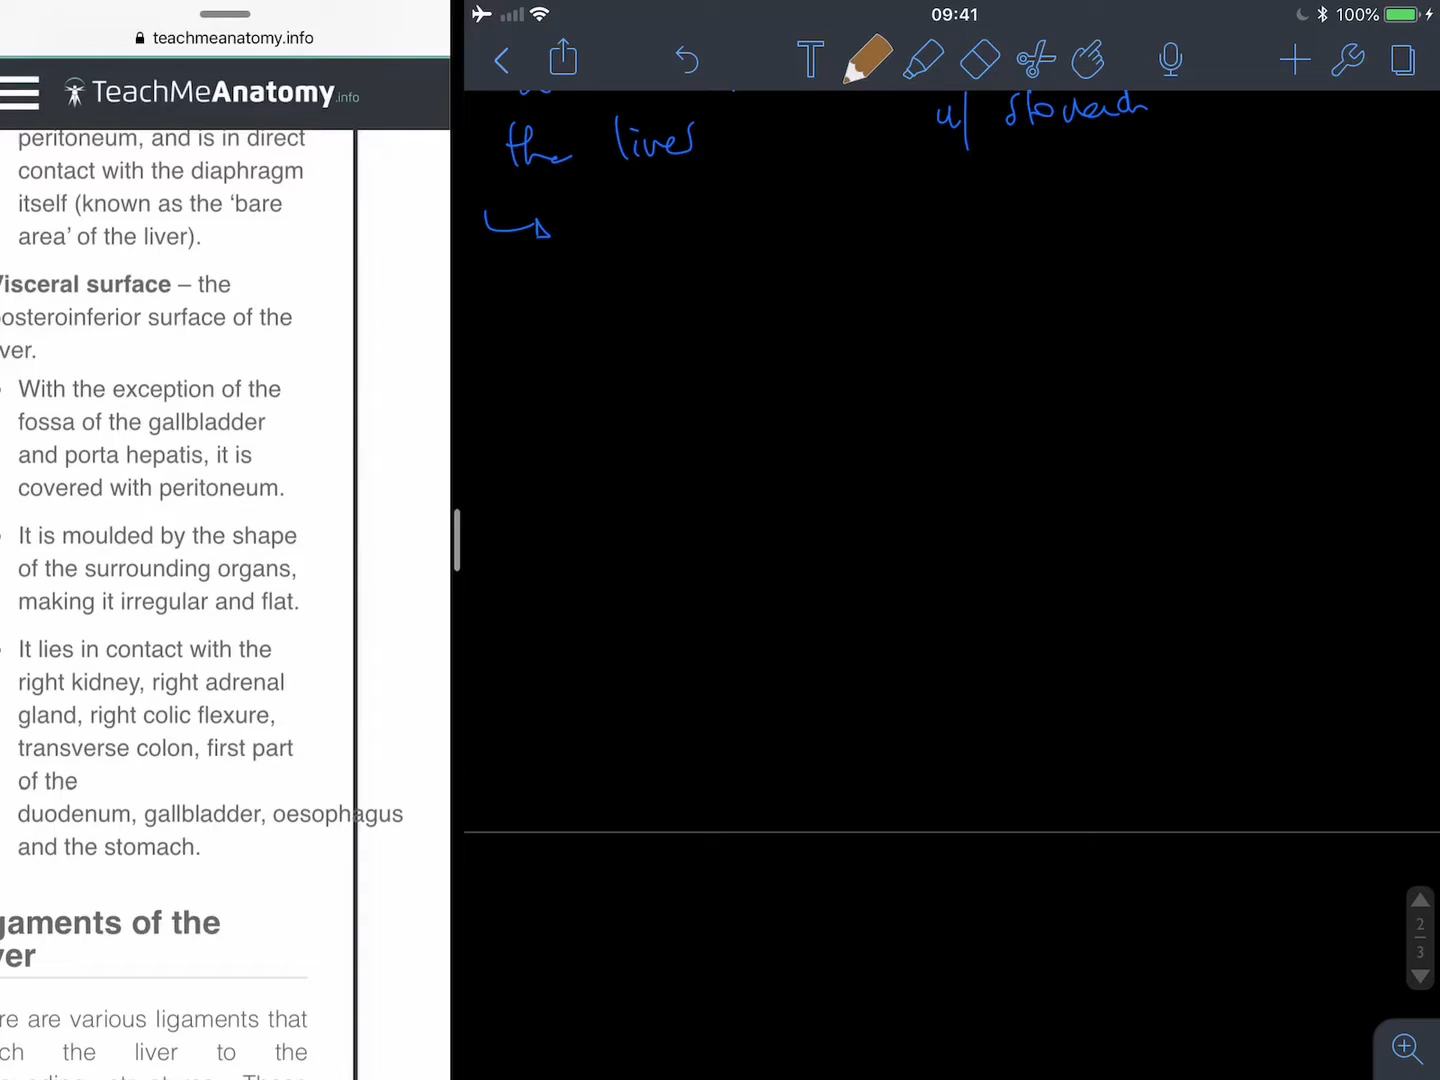 teachmeanatomy.info
TeachMeAnatomy.info
peritoneum, and is in direct
contact with the diaphragm
itself (known as the ‘bare
area’ of the liver).
Visceral surface – the
posteroinferior surface of the
ver.
With the exception of the
fossa of the gallbladder
and porta hepatis, it is
covered with peritoneum.
It is moulded by the shape
of the surrounding organs,
making it irregular and flat.
It lies in contact with the
right kidney, right adrenal
gland, right colic flexure,
transverse colon, first part
of the
duodenum, gallbladder, oesophagus
and the stomach.
gaments of the
ver
re are various ligaments that
ch the liver to the
09:41
100%
T
w/ stomach
the liver
2
3